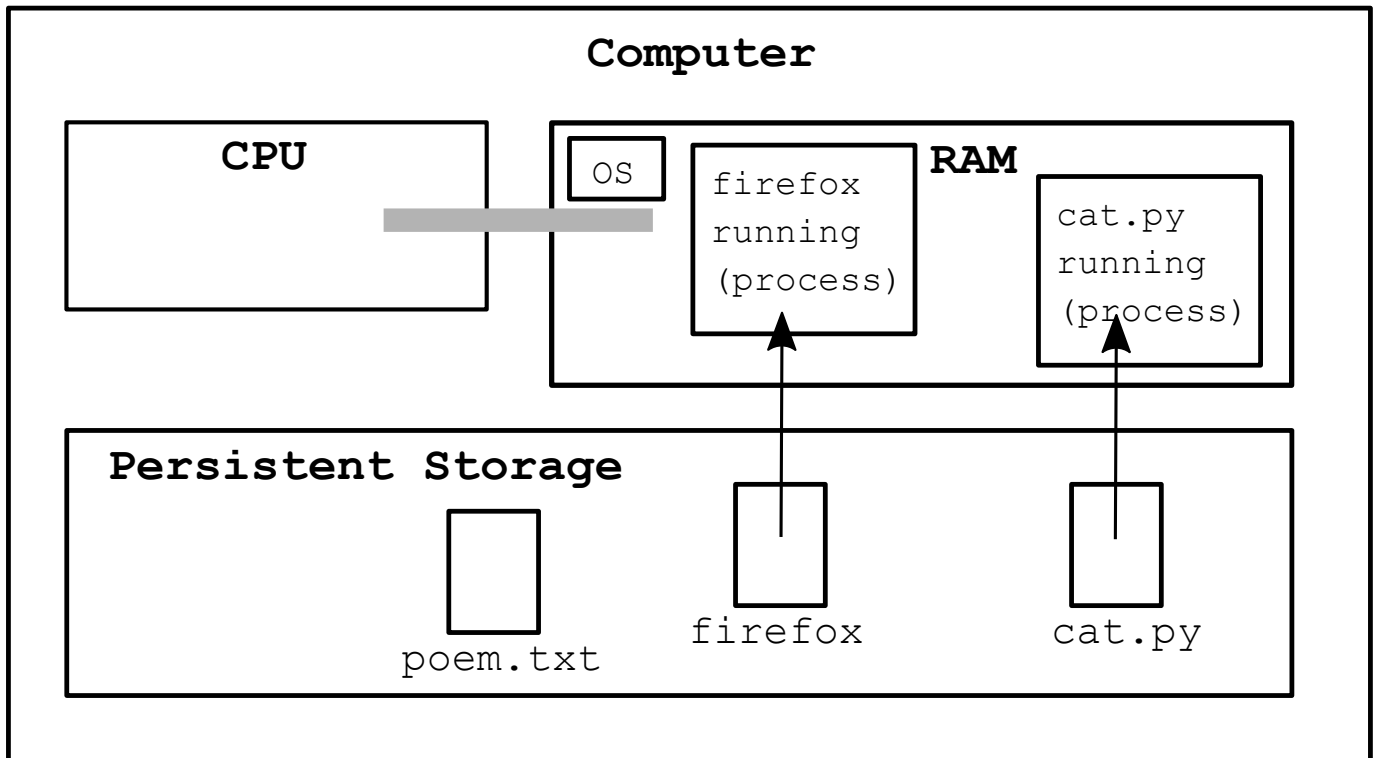 Computer
CPU
OS
firefox
running
(process)
RAM
cat.py
running
(process)
Persistent Storage
poem.txt
firefox
cat.py